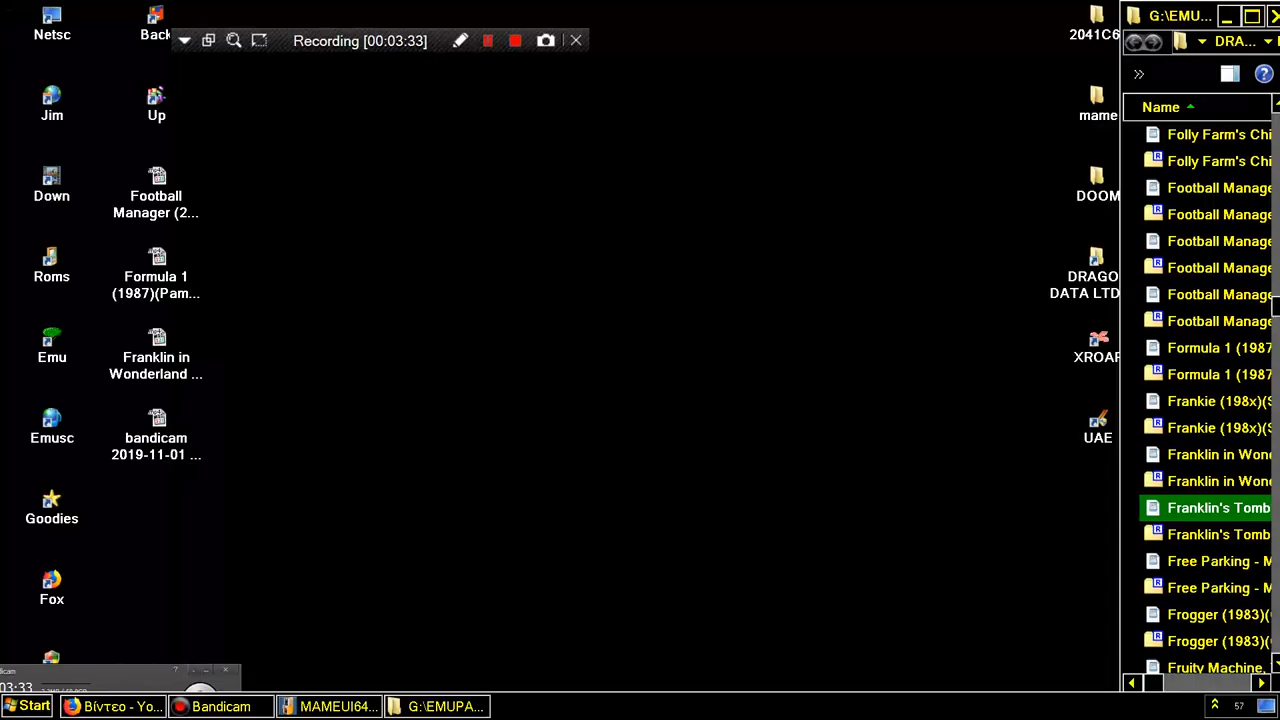 Netsc
Back
Recording [00:03:33]
2041C6
G:\EMU...
DRA...
Jim
Up
mame
Name
Folly Farm's Chi
Folly Farm's Chi
Down
Football
Manager (2...
DOOM
Football Manage
Football Manage
Football Manage
Football Manage
Football Manage
Football Manage
Roms
Formula 1
(1987)(Pam...
DRAGO
DATA LTD
Formula 1 (1987
Formula 1 (1987
Emu
Franklin in
Wonderland ...
XROAR
Frankie (198x)(S
Frankie (198x)(S
Emusc
bandicam
2019-11-01 ...
UAE
Franklin in Won
Franklin in Won
Franklin's Tomb
Franklin's Tomb
Goodies
Free Parking - M
Free Parking - M
Fox
Frogger (1983)(
Frogger (1983)(
Fruity Machine,
dicam
03:33
Start
Βίντεο - Yo...
Bandicam
MAMEUI64...
G:\EMUPA...
57